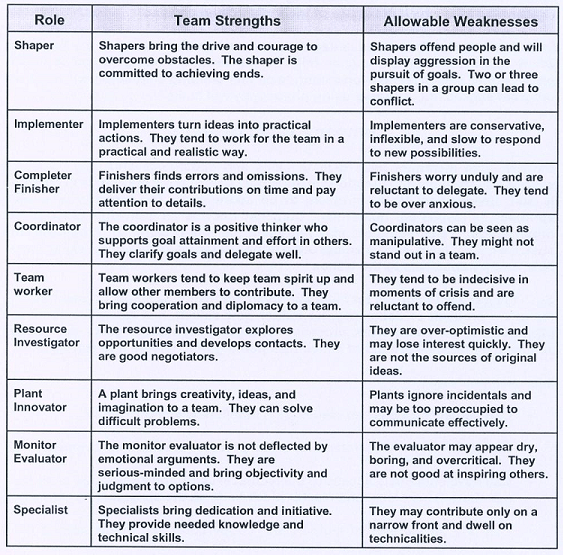 Role Team Strengths Allowable Weaknesses
Shaper
Shapers bring the drive and courage to
overcome obstacles. The shaper is
committed to achieving ends.
Shapers offend people and will
display aggression in the
pursuit of goals. Two or three
shapers in a group can lead to
conflict.
Implementer
Implementers turn ideas into practical
actions. They tend to work for the team in a
practical and realistic way.
Implementers are conservative,
inflexible, and slow to respond
to new possibilities.
Completer
Finisher
Finishers finds errors and omissions. They
deliver their contributions on time and pay
attention to details.
Finishers worry unduly and are
reluctant to delegate. They tend
to be over anxious.
Coordinator
The coordinator is a positive thinker who
supports goal attainment and effort in others.
They clarify goals and delegate well.
Coordinators can be seen as
manipulative. They might not
stand out in a team.
Team
worker
Team workers tend to keep team spirit up and
allow other members to contribute. They
bring cooperation and diplomacy to a team.
They tend to be indecisive in
moments of crisis and are
reluctant to offend.
Resource
Investigator
The resource investigator explores
opportunities and develops contacts. They
are good negotiators.
They are over-optimistic and
may lose interest quickly. They
are not the sources of original
ideas.
Plant
Innovator
A plant brings creativity, ideas, and
imagination to a team. They can solve
difficult problems.
Plants ignore incidentals and
may be too preoccupied to
communicate effectively.
Monitor
Evaluator
The monitor evaluator is not deflected by
emotional arguments. They are
serious-minded and bring objectivity and
judgment to options.
The evaluator may appear dry,
boring, and overcritical. They
are not good at inspiring others.
Specialist
Specialists bring dedication and initiative.
They provide needed knowledge and
technical skills.
They may contribute only on a
narrow front and dwell on
technicalities.